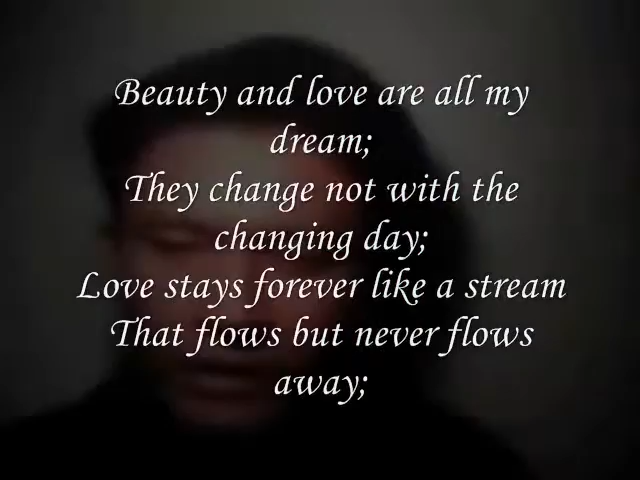 Beauty and love are all my
dream;
They change not with the
changing day;
Love stays forever like a stream
That flows but never flows
away;